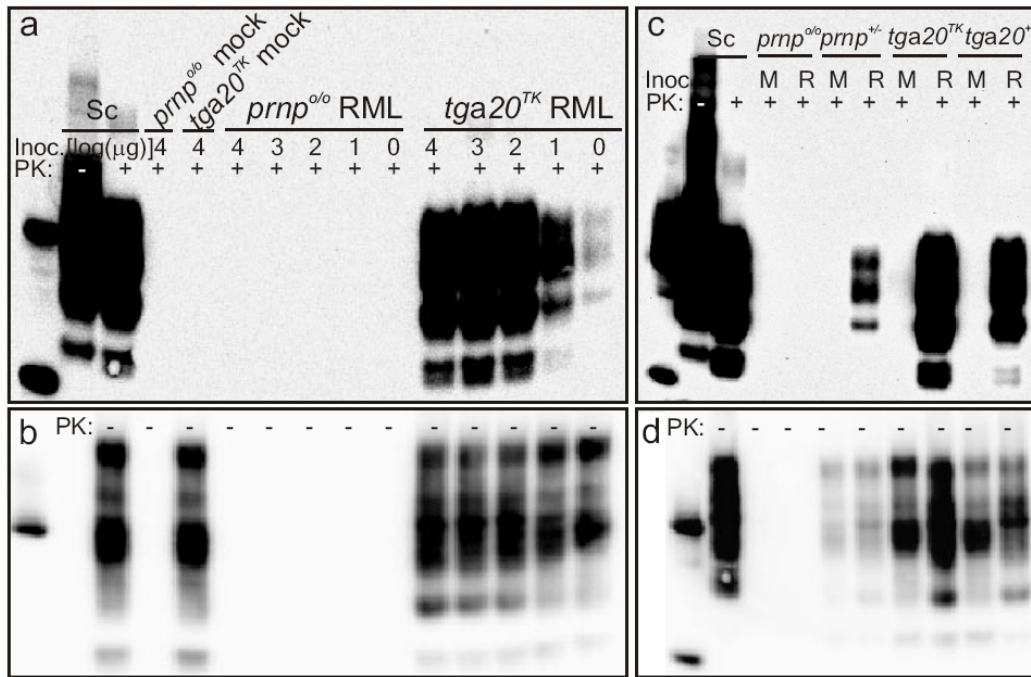 a
prnp^o/o mock
tga20^TK mock
Sc prnp^o/o RML tga20^TK RML
Inoc.[log(µg)]4 4 4 3 2 1 0 4 3 2 1 0
PK: - + + + + + + + + + + + + +
b PK: - - - - - - - - - - - - -
c
Sc prnp^o/o prnp^+/- tga20^TK tga20^+
Inoc M R M R M R M R
PK: - + + + + + + + + +
d PK: - - - - - - - - -